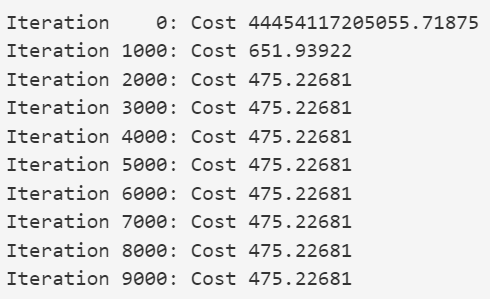 Iteration    0: Cost 44454117205055.71875
Iteration 1000: Cost 651.93922
Iteration 2000: Cost 475.22681
Iteration 3000: Cost 475.22681
Iteration 4000: Cost 475.22681
Iteration 5000: Cost 475.22681
Iteration 6000: Cost 475.22681
Iteration 7000: Cost 475.22681
Iteration 8000: Cost 475.22681
Iteration 9000: Cost 475.22681